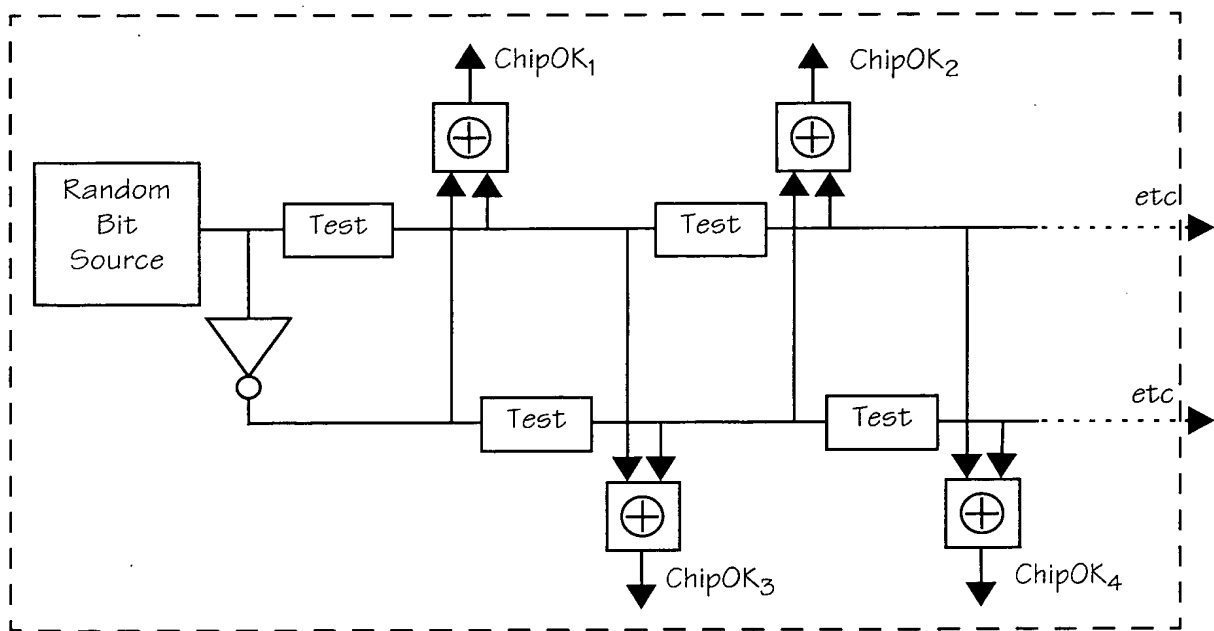 ChipOK₁
ChipOK₂
Random
Bit
Source
Test
Test
etc
Test
Test
etc
ChipOK₃
ChipOK₄